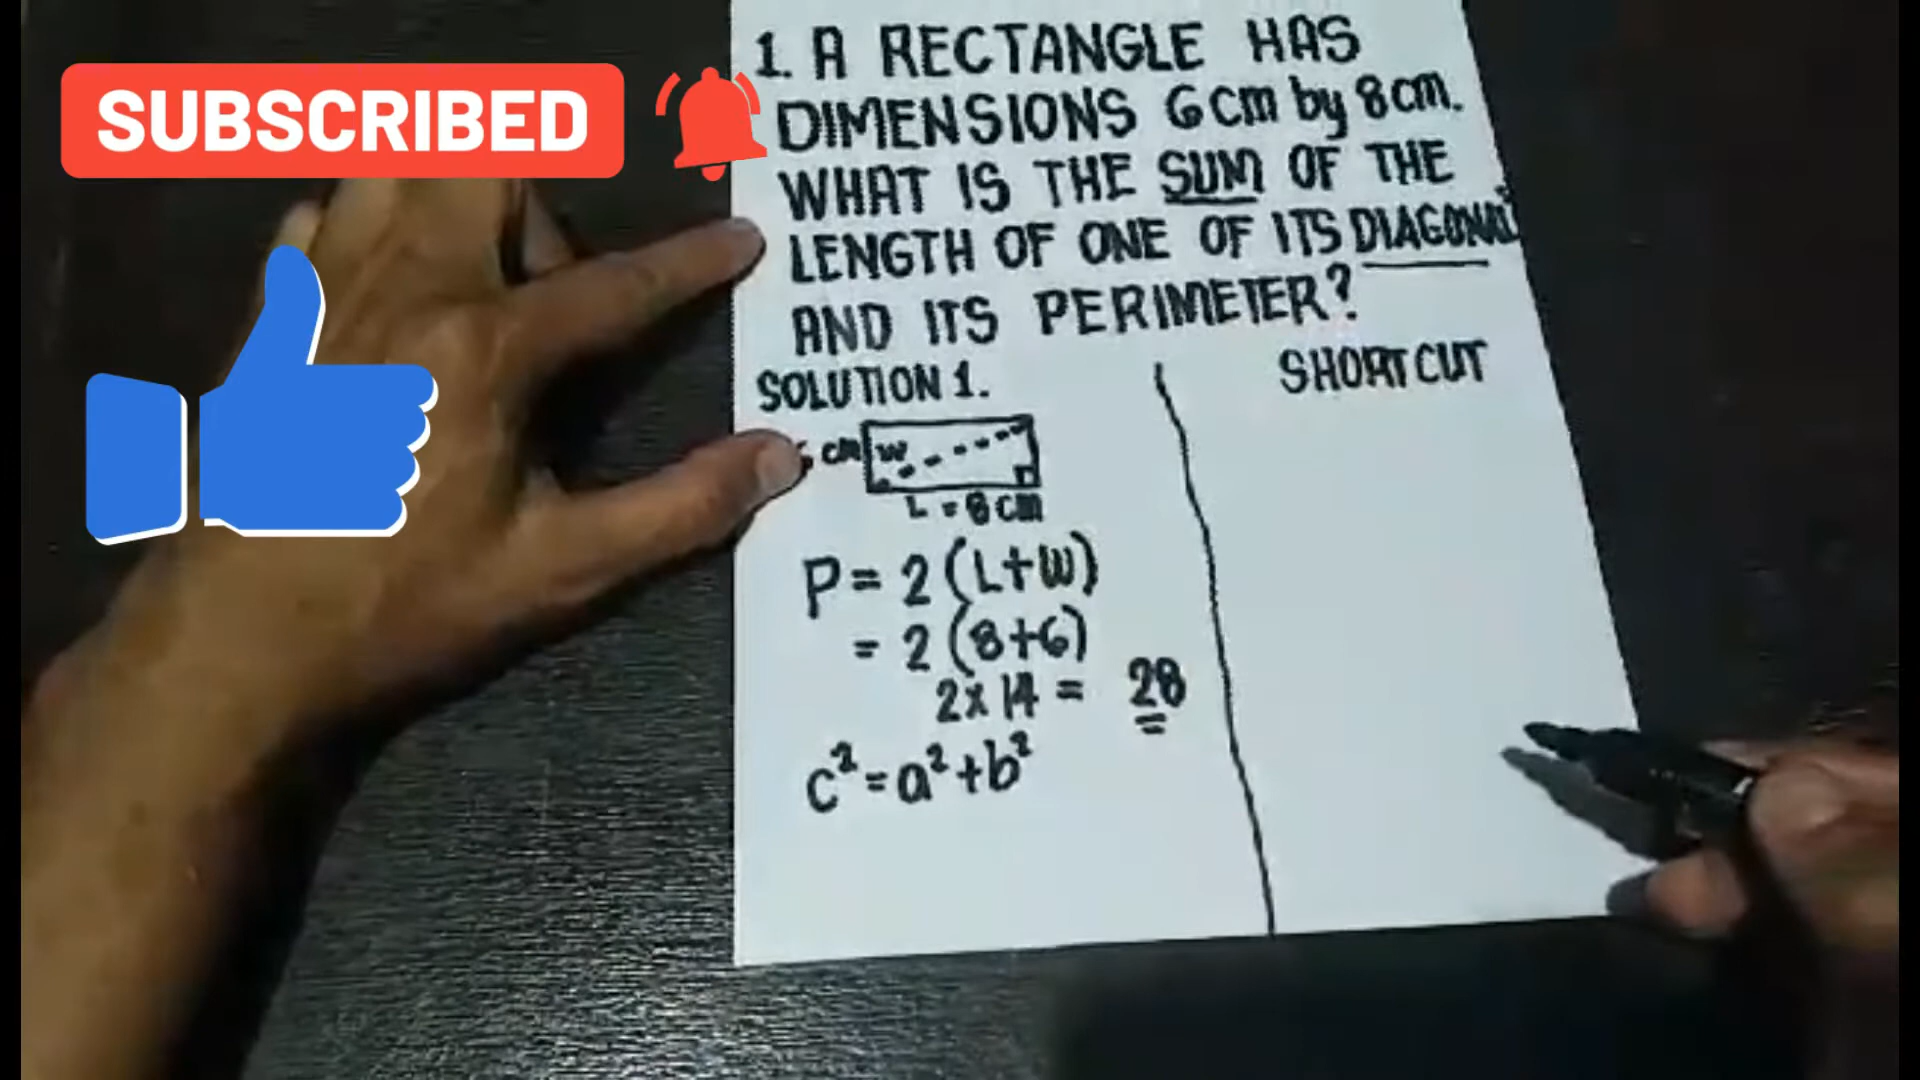 SUBSCRIBED
1. A RECTANGLE HAS
DIMENSIONS 6cm by 8cm.
WHAT IS THE SUM OF THE
LENGTH OF ONE OF ITS DIAGONAL
AND ITS PERIMETER?
SOLUTION 1.
SHORTCUT
cm W
L = 8cm
P = 2(L+W)
= 2(8+6)
2x14 = 28
c²=a²+b²